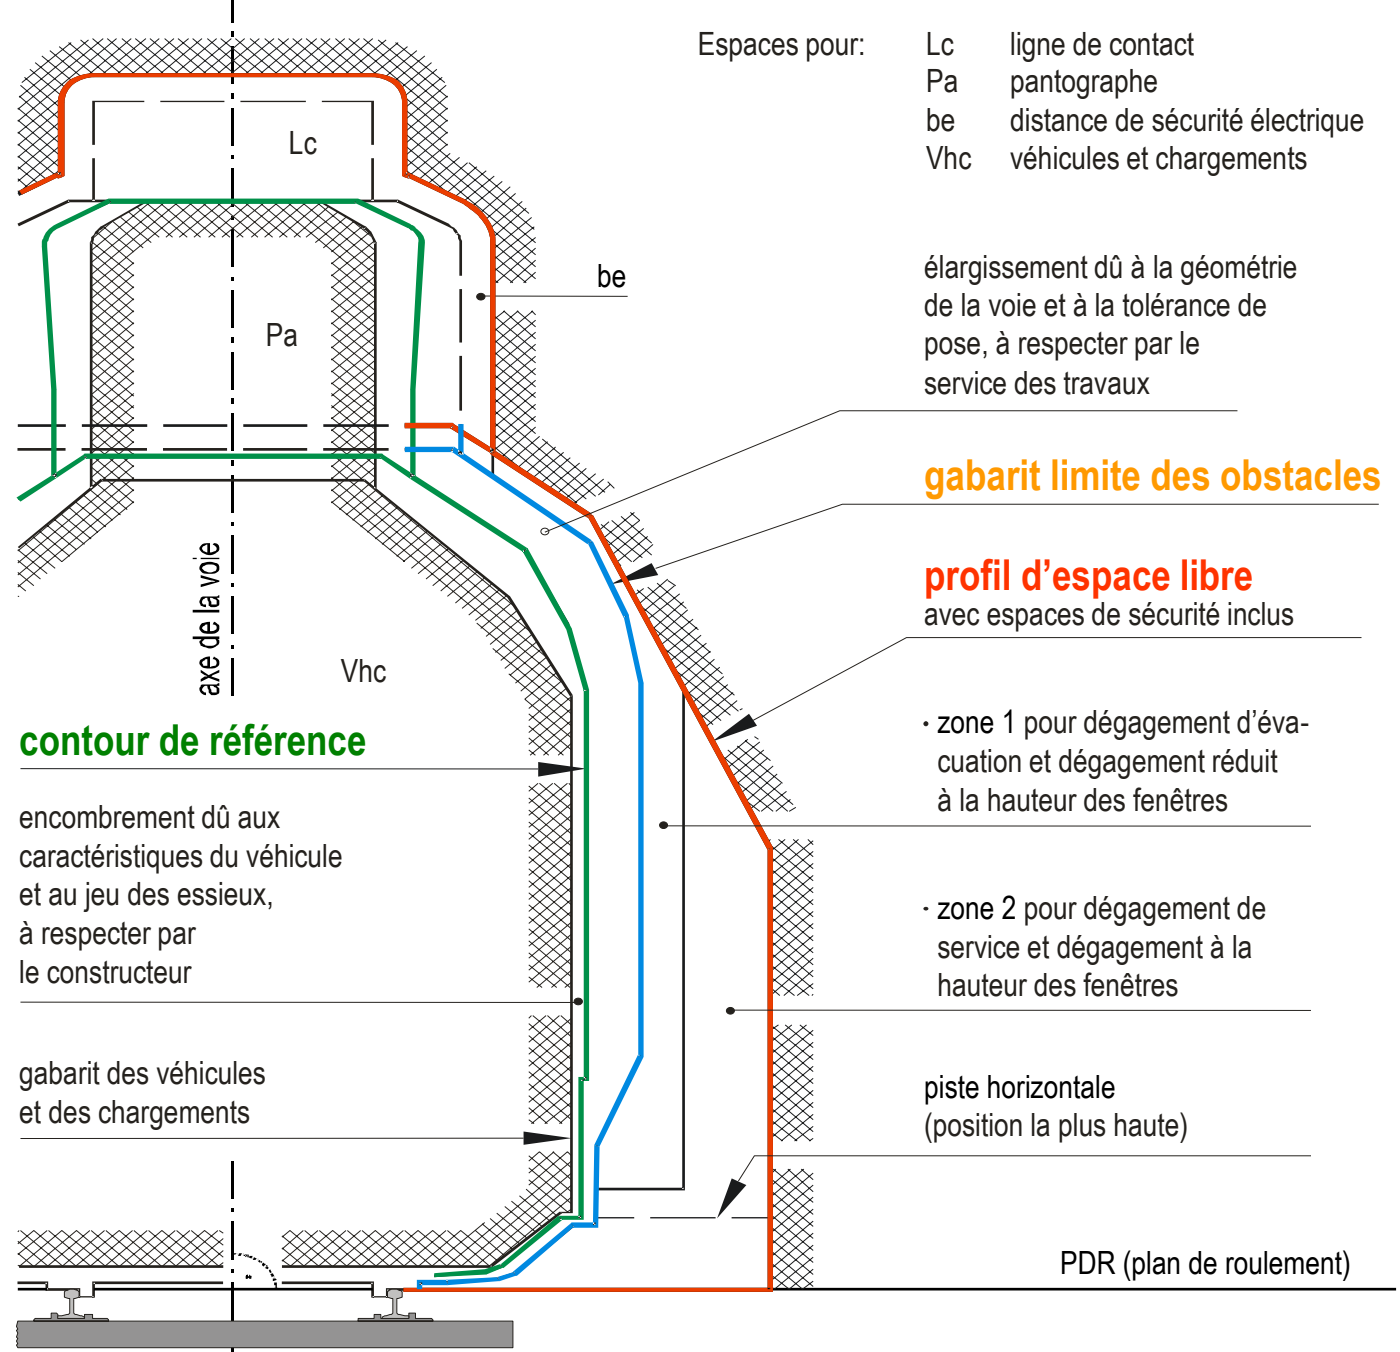 Espaces pour:
Lc ligne de contact
Pa pantographe
be distance de sécurité électrique
Vhc véhicules et chargements
Lc
be
Pa
élargissement dû à la géométrie
de la voie et à la tolérance de
pose, à respecter par le
service des travaux
gabarit limite des obstacles
profil d’espace libre
avec espaces de sécurité inclus
axe de la voie
Vhc
contour de référence
encombrement dû aux
caractéristiques du véhicule
et au jeu des essieux,
à respecter par
le constructeur
gabarit des véhicules
et des chargements
· zone 1 pour dégagement d’éva-
cuation et dégagement réduit
à la hauteur des fenêtres
· zone 2 pour dégagement de
service et dégagement à la
hauteur des fenêtres
piste horizontale
(position la plus haute)
PDR (plan de roulement)